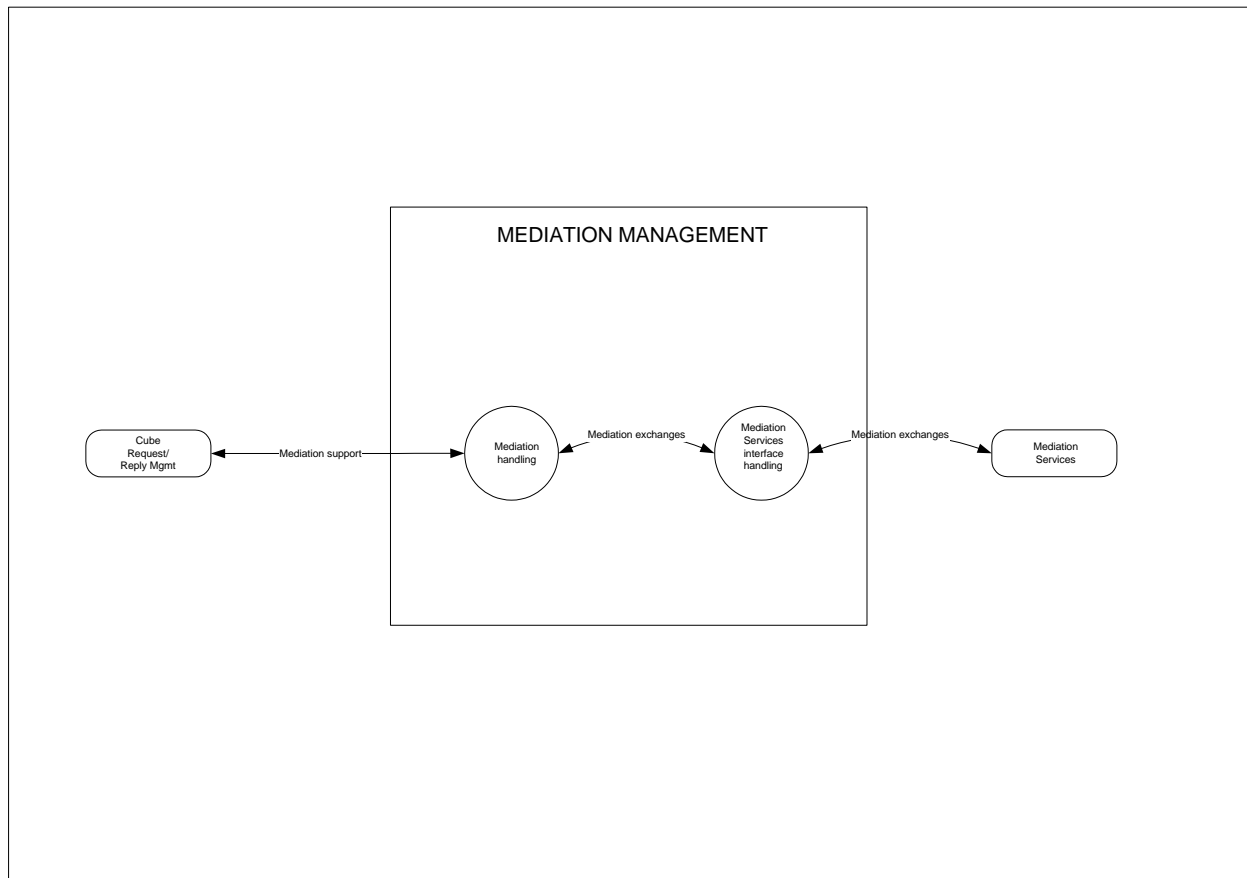 MEDIATION MANAGEMENT
Cube
Request/
Reply Mgmt
Mediation support
Mediation
handling
Mediation exchanges
Mediation
Services
interface
handling
Mediation exchanges
Mediation
Services